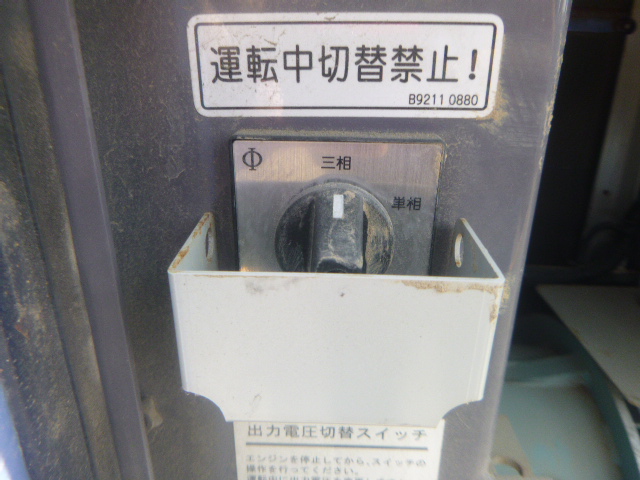 運転中切替禁止!
B9211 0880
Φ
三相
単相
出力電圧切替スイッチ
エンジンを停止してから、スイッチの
操作を行ってください。